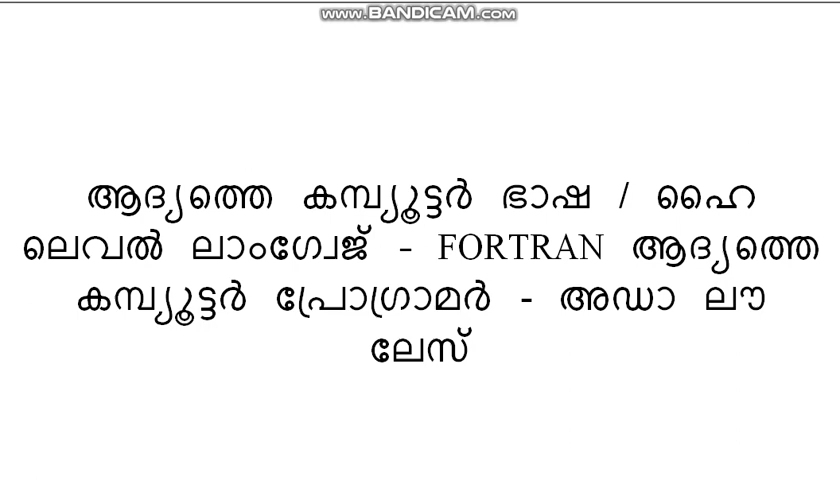 www.BANDICAM.com
ആദ്യത്തെ കമ്പ്യൂട്ടർ ഭാഷ / ഹൈ
ലെവൽ ലാംഗ്വേജ് - FORTRAN ആദ്യത്തെ
കമ്പ്യൂട്ടർ പ്രോഗ്രാമർ - അഡാ ലൗ
ലേസ്